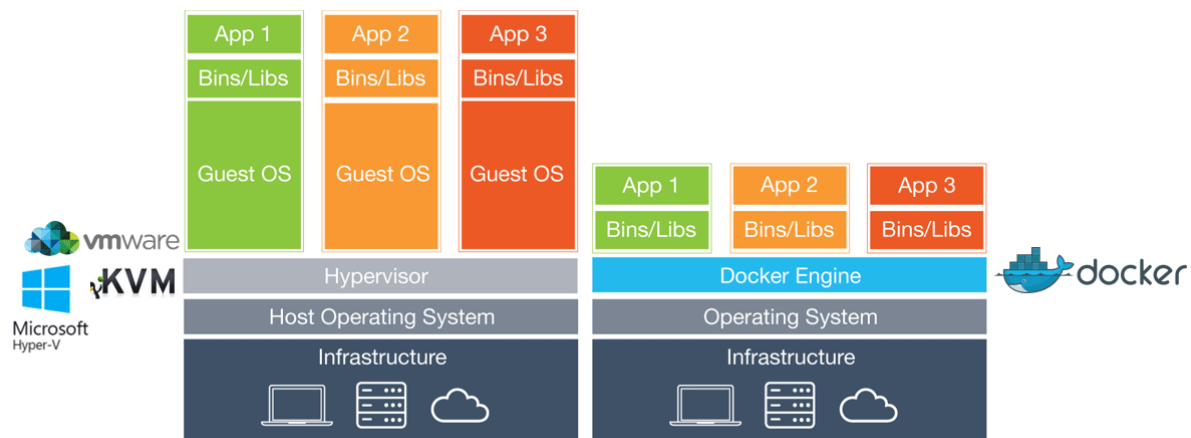 App 1 App 2 App 3
Bins/Libs Bins/Libs Bins/Libs
Guest OS Guest OS Guest OS
App 1 App 2 App 3
Bins/Libs Bins/Libs Bins/Libs
vmware
KVM
Microsoft
Hyper-V
Hypervisor
Docker Engine
docker
Host Operating System
Operating System
Infrastructure
Infrastructure